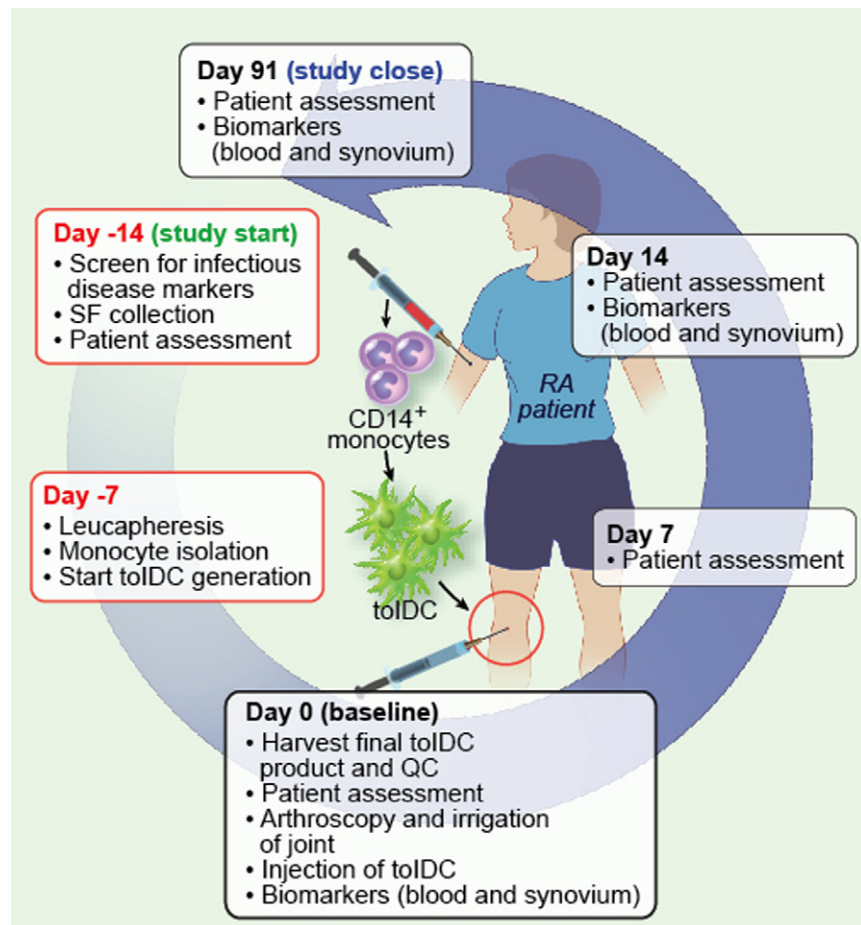 Day 91 (study close)
• Patient assessment
• Biomarkers
(blood and synovium)
Day -14 (study start)
• Screen for infectious
disease markers
• SF collection
• Patient assessment
Day 14
• Patient assessment
• Biomarkers
(blood and synovium)
RA
patient
CD14+
monocytes
Day -7
• Leucapheresis
• Monocyte isolation
• Start tolDC generation
Day 7
• Patient assessment
tolDC
Day 0 (baseline)
• Harvest final tolDC
product and QC
• Patient assessment
• Arthroscopy and irrigation
of joint
• Injection of tolDC
• Biomarkers (blood and synovium)